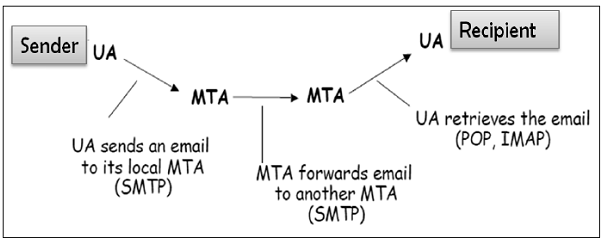 Sender
UA
UA
Recipient
MTA
MTA
UA sends an email
to its local MTA
(SMTP)
MTA forwards email
to another MTA
(SMTP)
UA retrieves the email
(POP, IMAP)